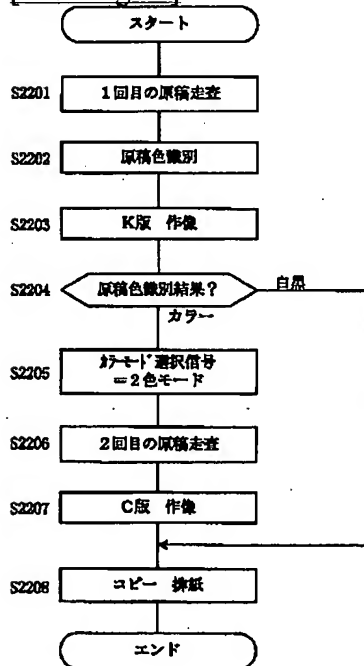 スタート
S2201 1回目の原稿走査
S2202 原稿色識別
S2203 K版 作像
S2204 原稿色識別結果? 白黒
カラー
S2205 カラーモード選択信号
=2色モード
S2206 2回目の原稿走査
S2207 C版 作像
S2208 コピー 排紙
エンド